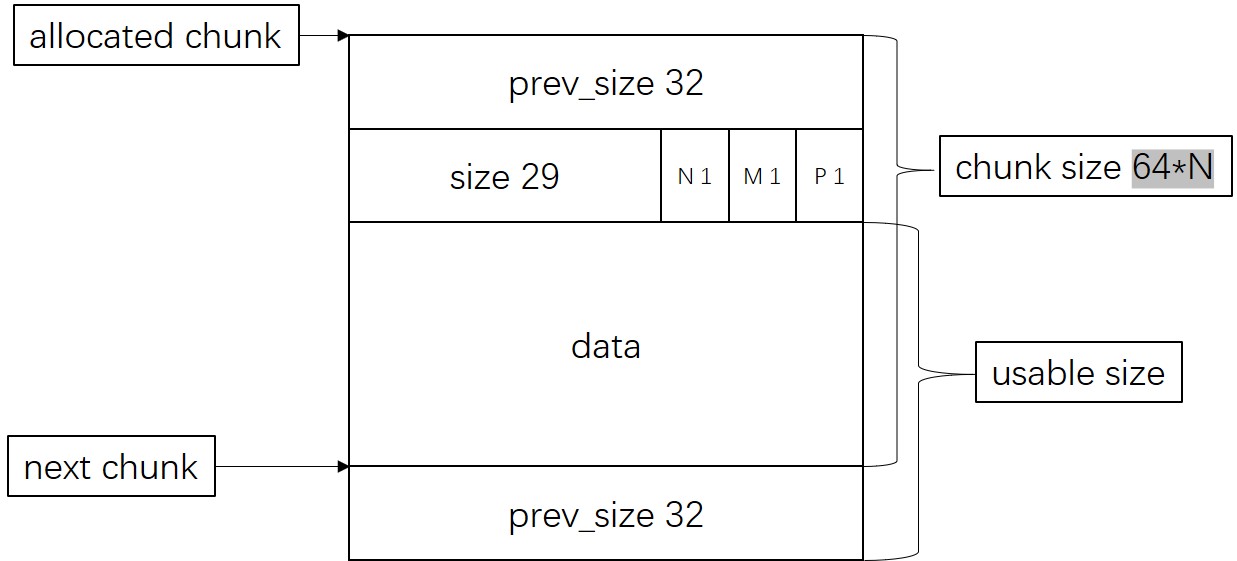 allocated chunk
prev_size 32
size 29
N 1
M 1
P 1
chunk size 64*N
data
usable size
next chunk
prev_size 32